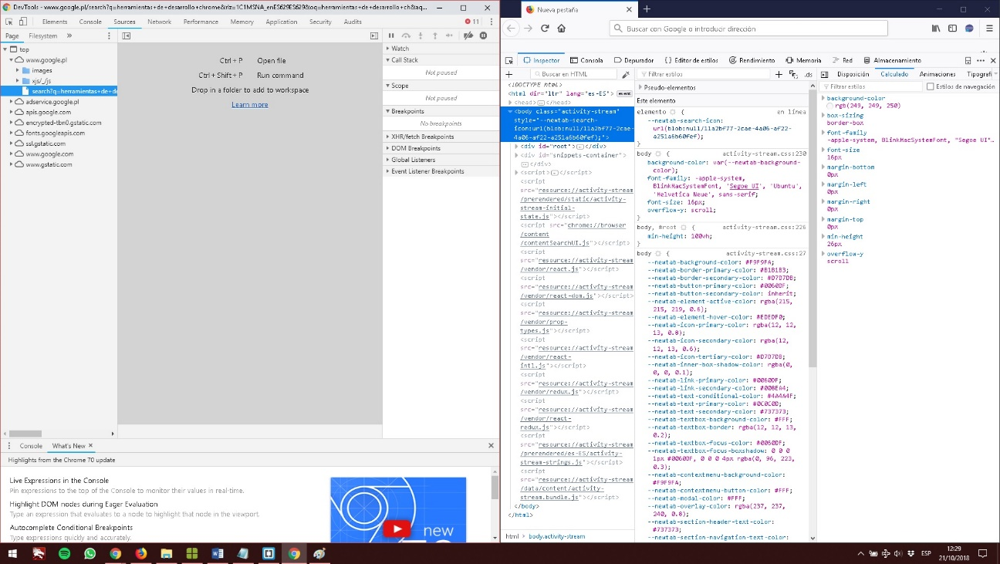 DevTools - www.google.pl/search?q=herramientas+de+desarrollo+chrome&rlz=1C1MSNA_enES629ES629&oq=herramientas+de+desarrollo+ch&aq...
Elements Console Sources Network Performance Memory Application Security Audits 11
Page Filesystem »
top
www.google.pl
images
xjs/_/js
search?q=herramientas+de+de
adservice.google.pl
apis.google.com
encrypted-tbn0.gstatic.com
fonts.googleapis.com
ssl.gstatic.com
www.google.com
www.gstatic.com
Ctrl + P Open file
Ctrl + Shift + P Run command
Drop in a folder to add to workspace
Learn more
Watch
Call Stack
Not paused
Scope
Not paused
Breakpoints
No breakpoints
XHR/fetch Breakpoints
DOM Breakpoints
Global Listeners
Event Listener Breakpoints
Console What's New
Highlights from the Chrome 70 update
Live Expressions in the Console
Pin expressions to the top of the Console to monitor their values in real-time.
Highlight DOM nodes during Eager Evaluation
Type an expression that evaluates to a node to highlight that node in the viewport.
Autocomplete Conditional Breakpoints
Type expressions quickly and accurately.
new
Nueva pestaña
Buscar con Google o introducir dirección
Inspector Consola Depurador Editor de estilos Rendimiento Memoria Red Almacenamiento
Buscar en HTML
<!DOCTYPE html>
<html dir="ltr" lang="es-ES"> event
<head> </head>
<body class="activity-stream"
style="--newtab-search-
icon:url(blob:null/11a2bf77-2cae-
4a06-af22-a251a6b60fef);">
<div id="root"> </div>
<div id="snippets-container">
</div>
<script> </script>
<script
src="resource://activity-stream
/prerendered/static/activity-
stream-initial-
state.js"></script>
<script src="chrome://browser
/content
/contentSearchUI.js"></script>
<script
src="resource://activity-stream
/vendor/react.js"></script>
<script
src="resource://activity-stream
/vendor/react-dom.js"></script>
<script
src="resource://activity-stream
/vendor/prop-
types.js"></script>
<script
src="resource://activity-stream
/vendor/react-
intl.js"></script>
<script
src="resource://activity-stream
/vendor/redux.js"></script>
<script
src="resource://activity-stream
/vendor/react-
redux.js"></script>
<script
src="resource://activity-stream
/prerendered/es-ES/activity-
stream-strings.js"></script>
<script
src="resource://activity-stream
/data/content/activity-
stream.bundle.js"></script>
</body>
</html>
html > body.activity-stream
Filtrar estilos .cls
Pseudo-elementos
Este elemento
elemento { en línea
--newtab-search-icon:
url(blob:null/11a2bf77-2cae-4a06-af22-
a251a6b60fef);
}
body { activity-stream.css:230
background-color: var(--newtab-background-
color);
font-family: -apple-system,
BlinkMacSystemFont, 'Segoe UI', 'Ubuntu',
'Helvetica Neue', sans-serif;
font-size: 16px;
overflow-y: scroll;
}
body, #root { activity-stream.css:226
min-height: 100vh;
}
body { activity-stream.css:27
--newtab-background-color: #F9F9FA;
--newtab-border-primary-color: #B1B1B3;
--newtab-border-secondary-color: #D7D7DB;
--newtab-button-primary-color: #0060DF;
--newtab-button-secondary-color: inherit;
--newtab-element-active-color: rgba(215,
215, 219, 0.6);
--newtab-element-hover-color: #EDEDF0;
--newtab-icon-primary-color: rgba(12, 12,
13, 0.8);
--newtab-icon-secondary-color: rgba(12,
12, 13, 0.6);
--newtab-icon-tertiary-color: #D7D7DB;
--newtab-inner-box-shadow-color: rgba(0,
0, 0, 0.1);
--newtab-link-primary-color: #0060DF;
--newtab-link-secondary-color: #008EA4;
--newtab-text-conditional-color: #4A4A4F;
--newtab-text-primary-color: #0C0C0D;
--newtab-text-secondary-color: #737373;
--newtab-textbox-background-color: #FFF;
--newtab-textbox-border: rgba(12, 12, 13,
0.2);
--newtab-textbox-focus-color: #0060DF;
--newtab-textbox-focus-boxshadow: 0 0 0
1px #0060DF, 0 0 0 4px rgba(0, 96, 223,
0.3);
--newtab-contextmenu-background-color:
#F9F9FA;
--newtab-contextmenu-button-color: #FFF;
--newtab-modal-color: #FFF;
--newtab-overlay-color: rgba(237, 237,
240, 0.8);
--newtab-section-header-text-color:
#737373;
--newtab-section-navigation-text-color:
Disposición Calculado Animaciones Tipografí
Filtrar estilos Estilos de navegación
background-color
rgb(249, 249, 250)
box-sizing
border-box
font-family
-apple-system, BlinkMacSystemFont, "Segoe UI"...
font-size
16px
margin-bottom
0px
margin-left
0px
margin-right
0px
margin-top
0px
min-height
26px
overflow-y
scroll
ESP
12:29
21/10/2018